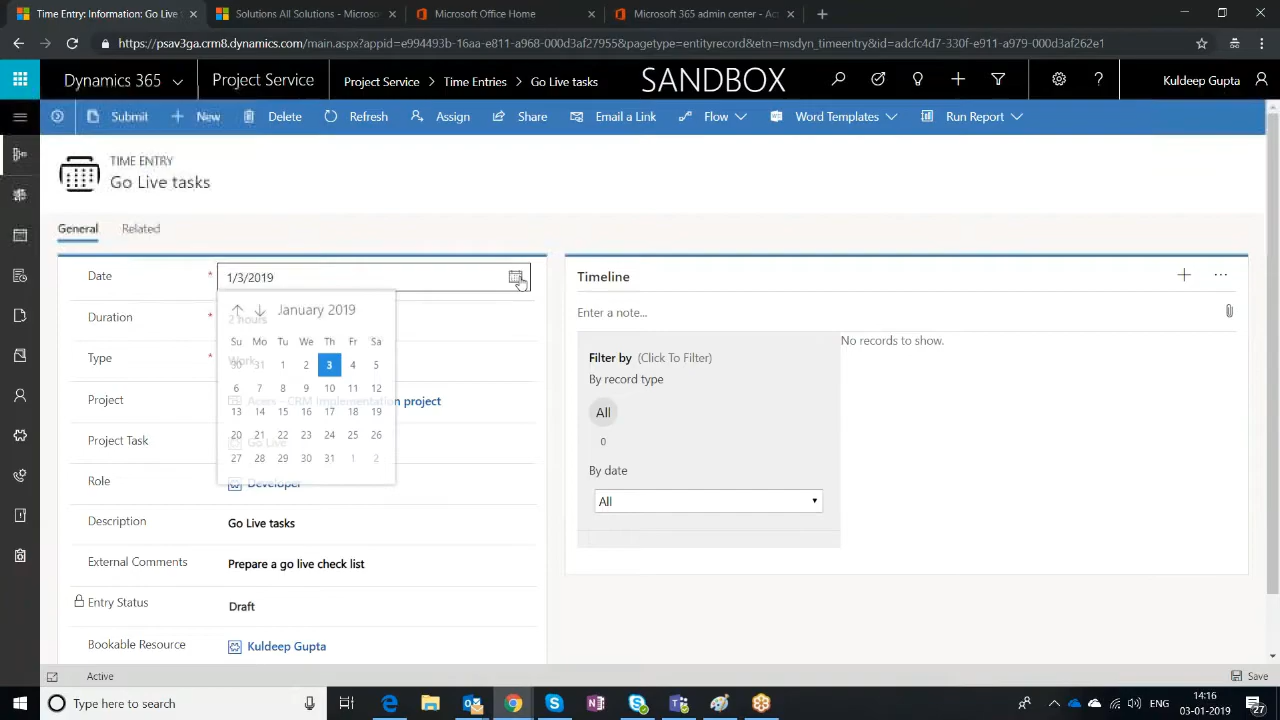 Time Entry: Information: Go Live t
Solutions All Solutions - Microso
Microsoft Office Home
Microsoft 365 admin center - Ac
https://psav3ga.crm8.dynamics.com/main.aspx?appid=e994493b-16aa-e811-a968-000d3af27955&pagetype=entityrecord&etn=msdyn_timeentry&id=adcfc4d7-330f-e911-a979-000d3af262e1
Dynamics 365
Project Service
Project Service > Time Entries > Go Live tasks
SANDBOX
Kuldeep Gupta
Submit
New
Delete
Refresh
Assign
Share
Email a Link
Flow
Word Templates
Run Report
TIME ENTRY
Go Live tasks
General
Related
Date * 1/3/2019
January 2019
Su Mo Tu We Th Fr Sa
30 31 1 2 3 4 5
6 7 8 9 10 11 12
13 14 15 16 17 18 19
20 21 22 23 24 25 26
27 28 29 30 31 1 2
Duration * 2 hours
Type * Work
Project Acers - CRM Implementation project
Project Task Go Live
Role Developer
Description Go Live tasks
External Comments Prepare a go live check list
Entry Status Draft
Bookable Resource Kuldeep Gupta
Timeline
Enter a note...
Filter by (Click To Filter)
By record type
All
0
By date
All
No records to show.
Active
Save
Type here to search
ENG
14:16
03-01-2019
27